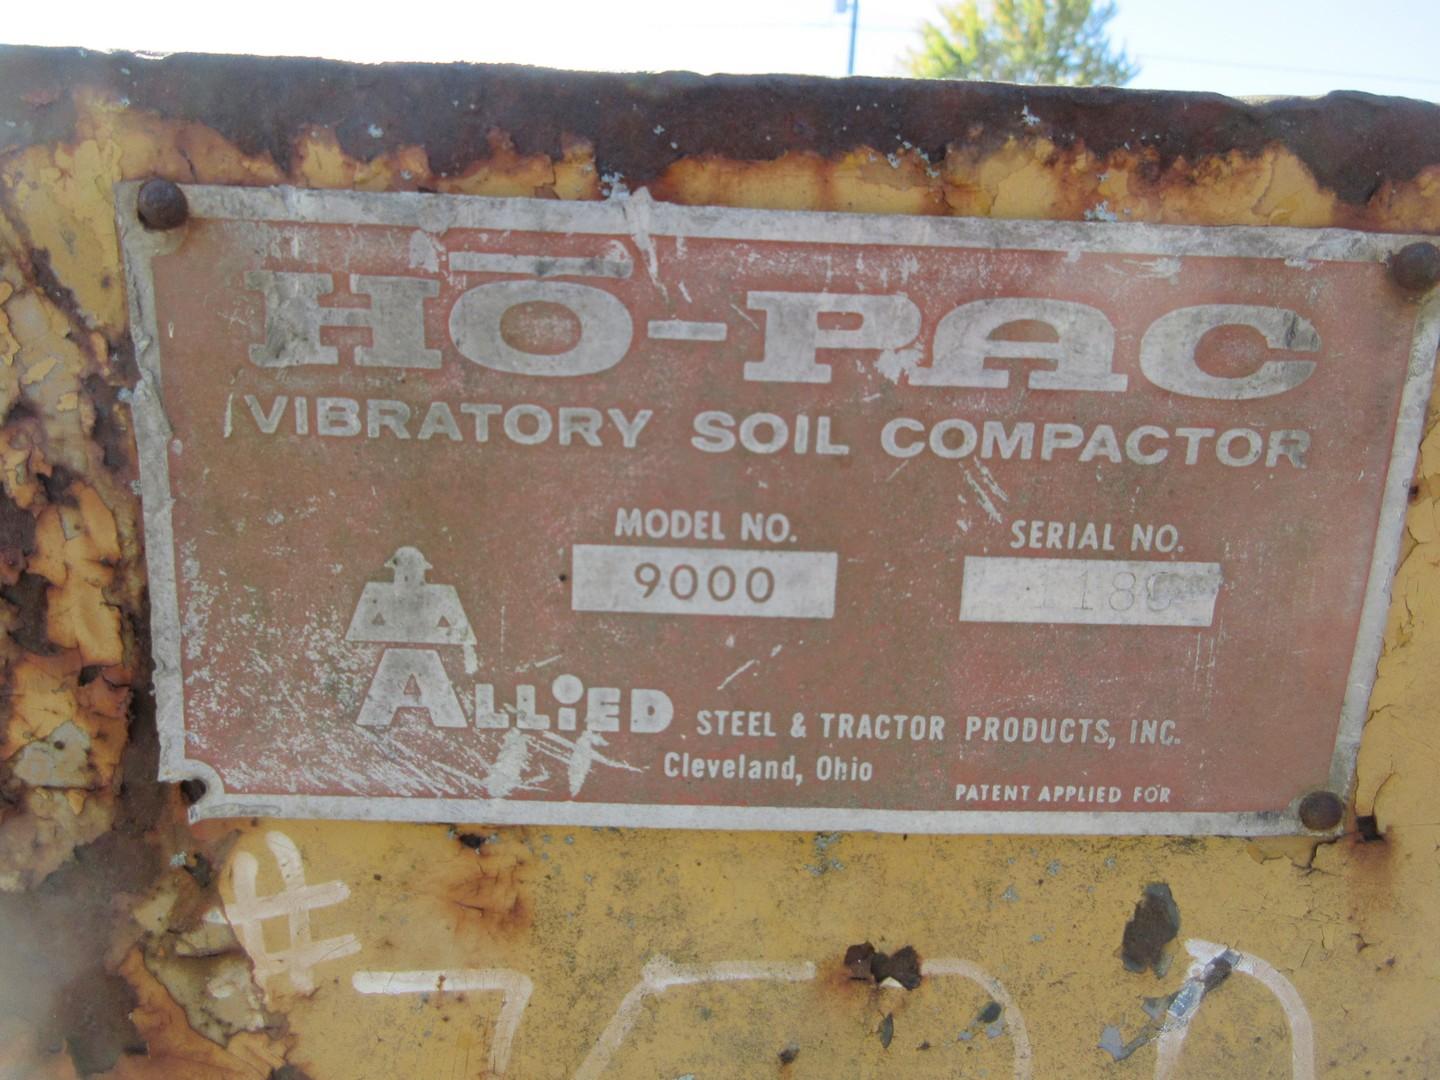 HŌ-PAC
VIBRATORY SOIL COMPACTOR
MODEL NO. SERIAL NO.
9000
ALLiED STEEL & TRACTOR PRODUCTS, INC.
Cleveland, Ohio
PATENT APPLIED FOR
#